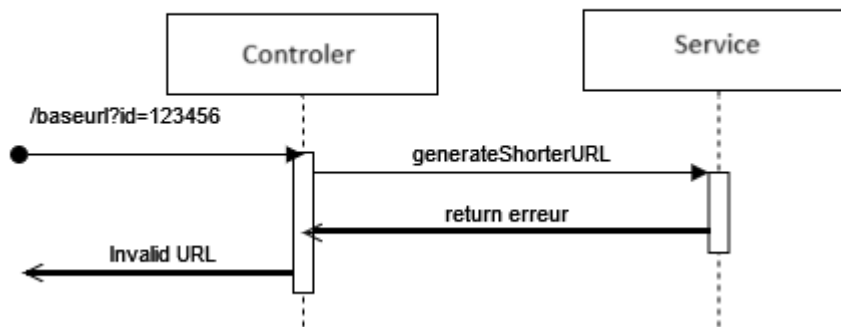 Controler
Service
/baseurl?id=123456
generateShorterURL
return erreur
Invalid URL